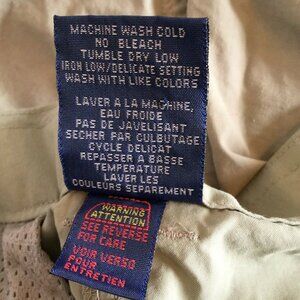 MACHINE WASH COLD
NO BLEACH
TUMBLE DRY LOW
IRON LOW/DELICATE SETTING
WASH WITH LIKE COLORS
LAVER A LA MACHINE,
EAU FROIDE
PAS DE JAVELISANT
SECHER PAR CULBUTAGE
CYCLE DELICAT
REPASSER A BASSE
TEMPERATURE
LAVER LES
COULEURS SEPAREMENT
WARNING
ATTENTION
SEE REVERSE
FOR CARE
VOIR VERSO
POUR
ENTRETIEN